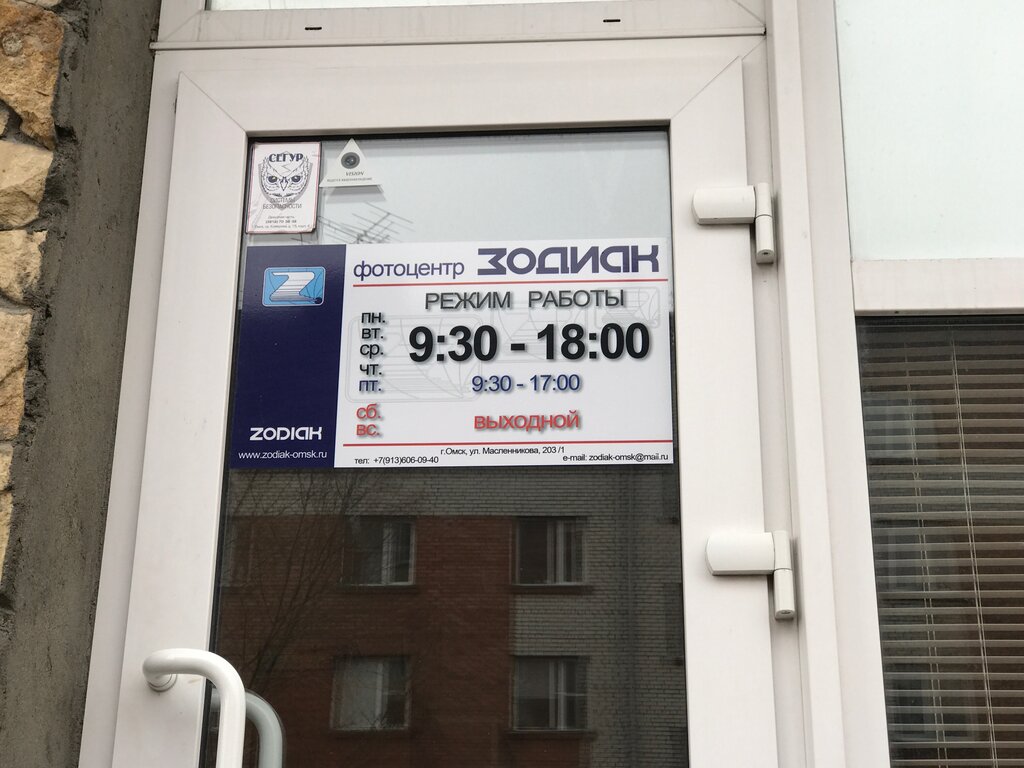 СЕГУР
СИСТЕМЫ
БЕЗОПАСНОСТИ
VISION
фотоцентр ЗОДИАК
РЕЖИМ РАБОТЫ
пн.
вт.
ср.
чт.
9:30 - 18:00
пт. 9:30 - 17:00
сб.
вс.
ВЫХОДНОЙ
ZODIAK
www.zodiak-omsk.ru
г.Омск, ул. Масленникова, 203 /1
тел: +7(913)606-09-40
e-mail: zodiak-omsk@mail.ru